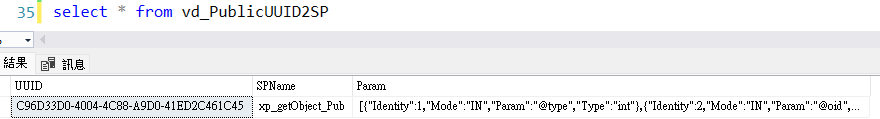 35 select * from vd_PublicUUID2SP
結果 訊息
UUID SPName Param
C96D33D0-4004-4C88-A9D0-41ED2C461C45 xp_getObject_Pub [{"Identity":1,"Mode":"IN","Param":"@type","Type":"int"},{"Identity":2,"Mode":"IN","Param":"@oid",...